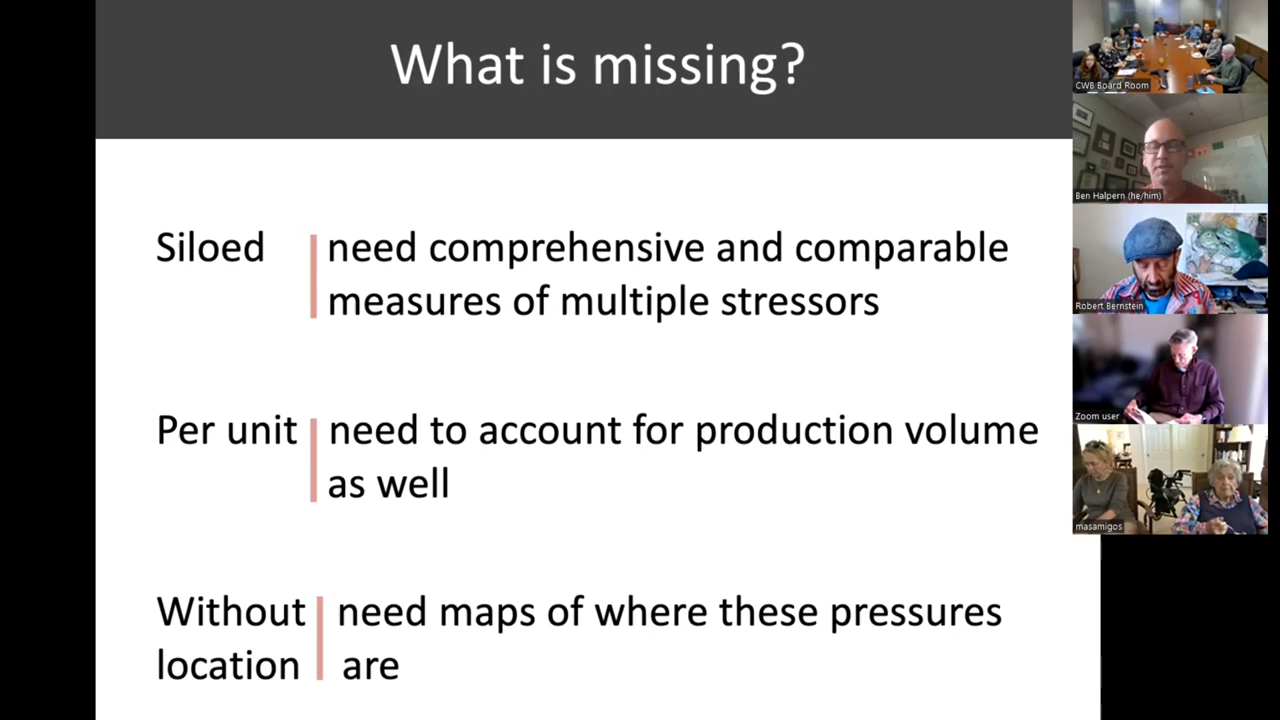 What is missing?
Siloed
need comprehensive and comparable
measures of multiple stressors
Per unit
need to account for production volume
as well
Without
location
need maps of where these pressures
are
CWB Board Room
Ben Halpern (he/him)
Robert Bernstein
Zoom user
masamigos